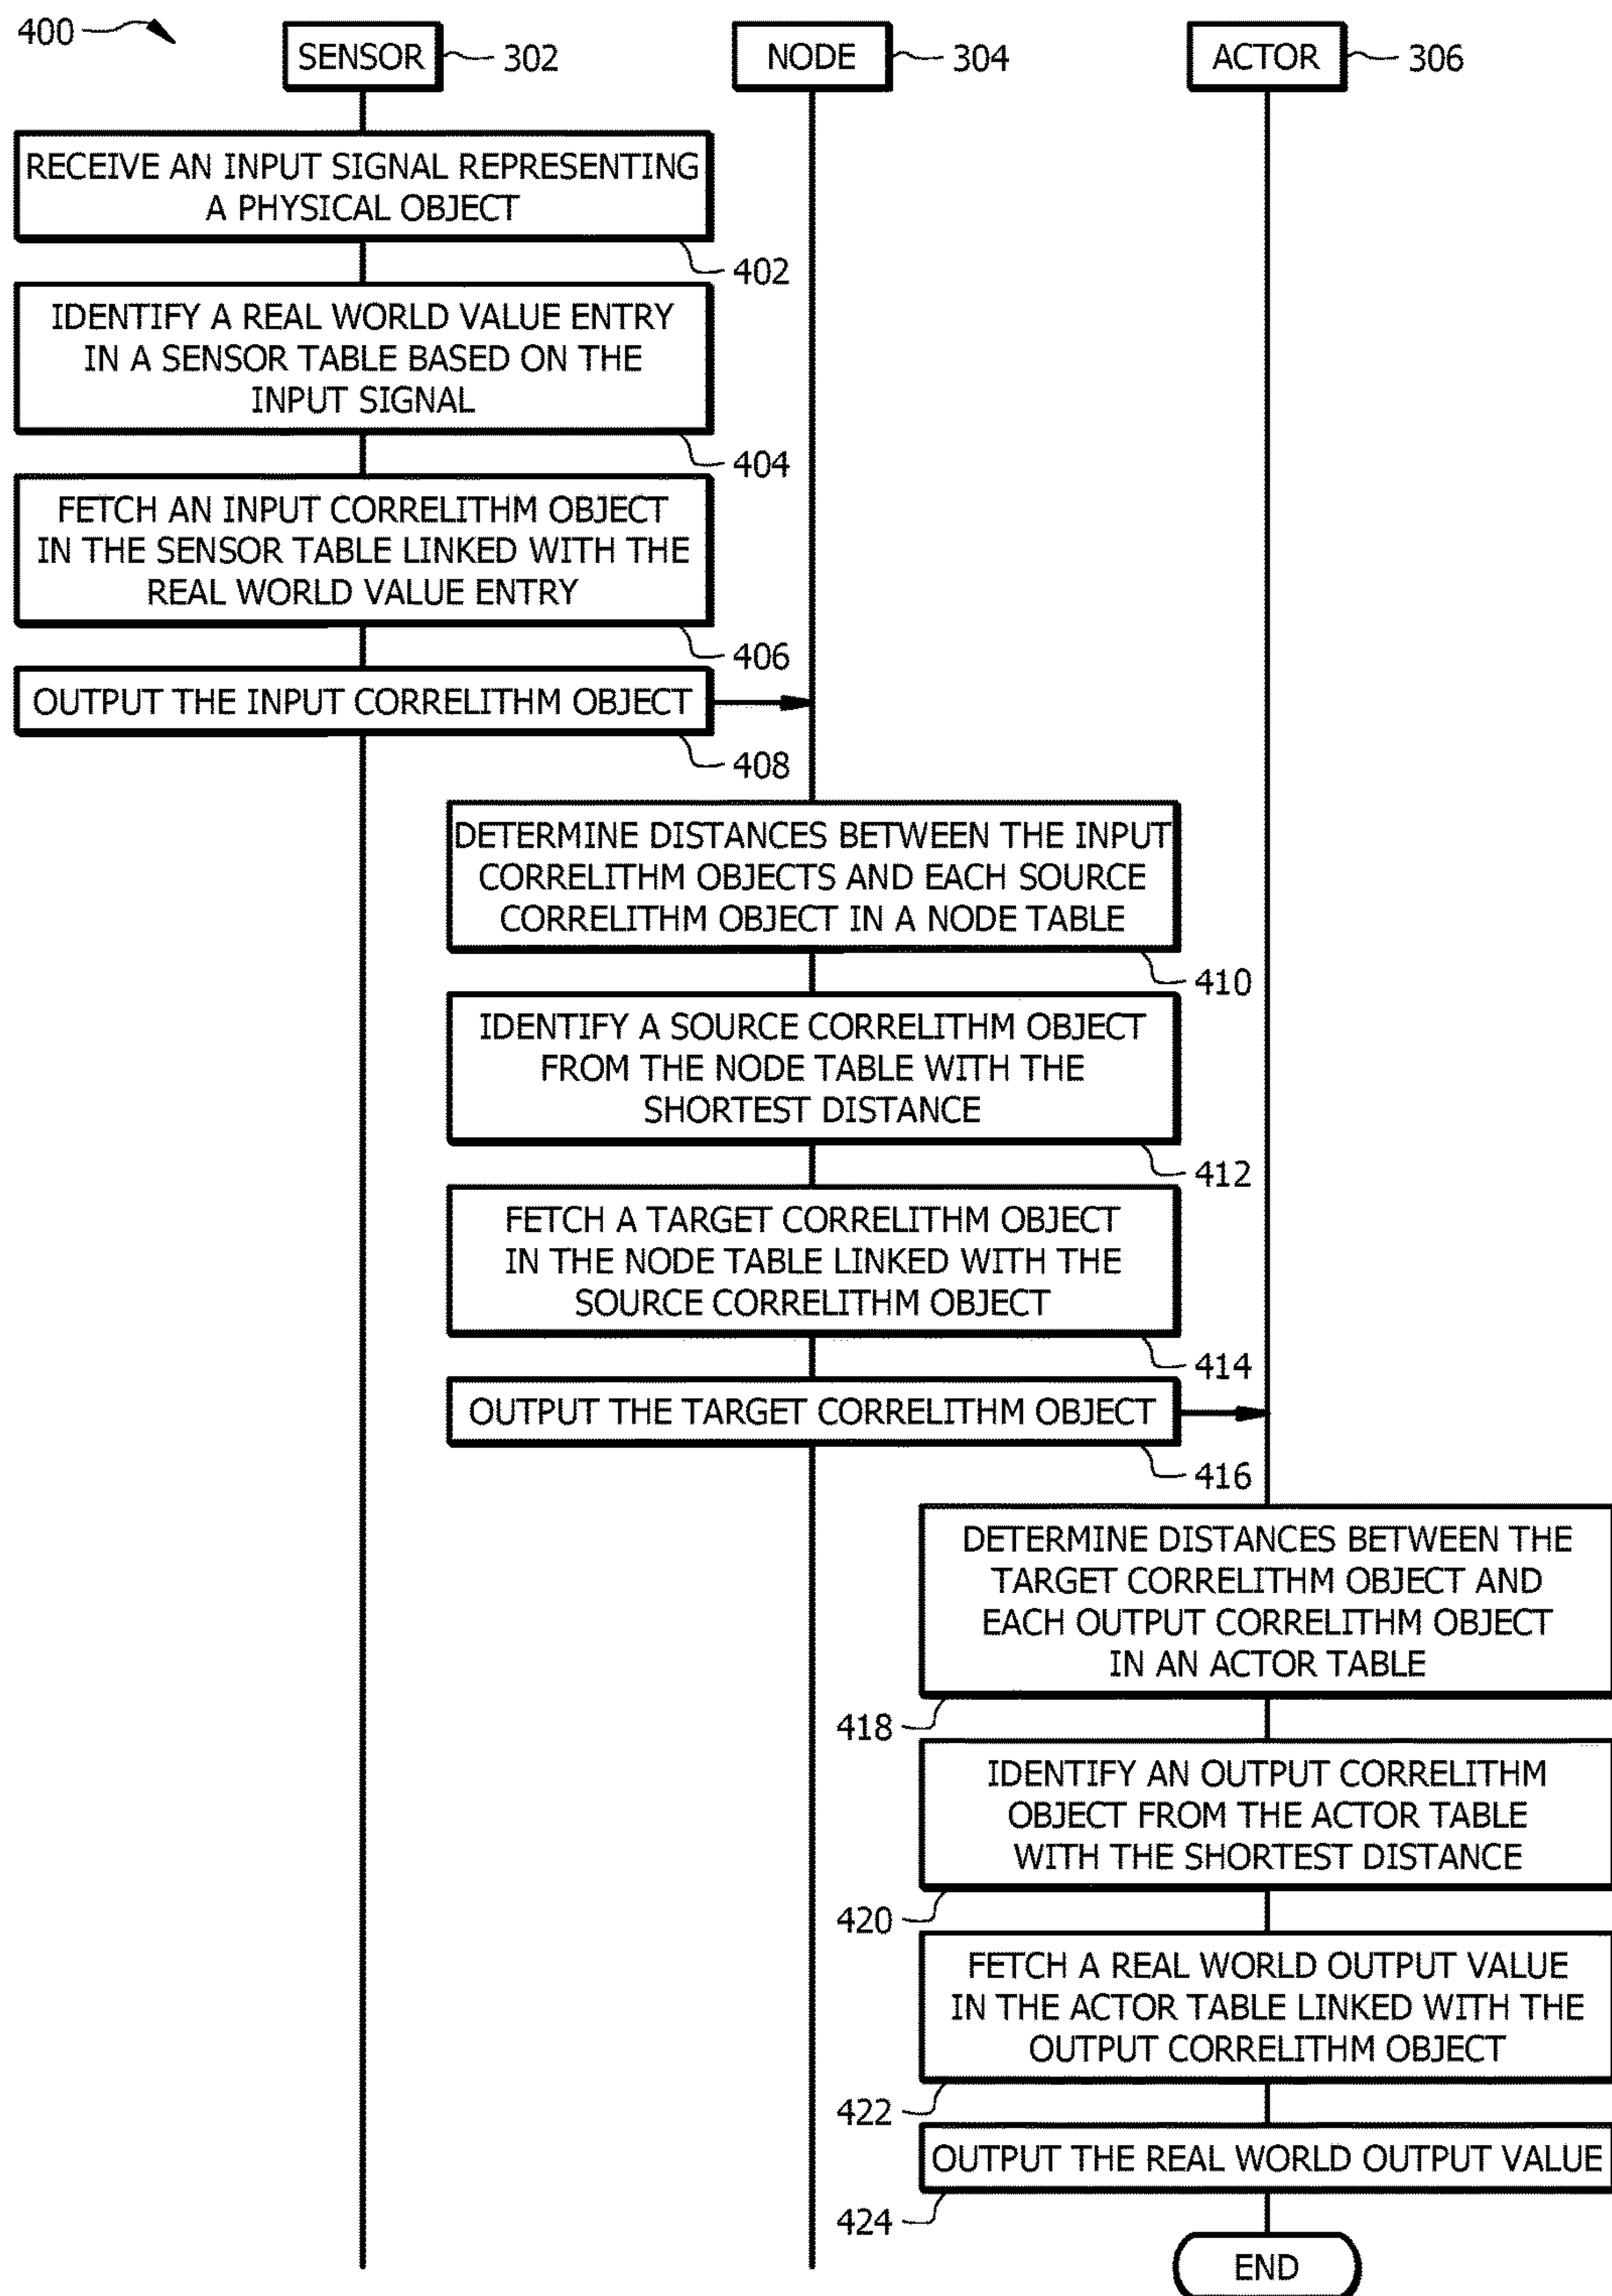 400
SENSOR
302
NODE
304
ACTOR
306
RECEIVE AN INPUT SIGNAL REPRESENTING
A PHYSICAL OBJECT
402
IDENTIFY A REAL WORLD VALUE ENTRY
IN A SENSOR TABLE BASED ON THE
INPUT SIGNAL
404
FETCH AN INPUT CORRELITHM OBJECT
IN THE SENSOR TABLE LINKED WITH THE
REAL WORLD VALUE ENTRY
406
OUTPUT THE INPUT CORRELITHM OBJECT
408
DETERMINE DISTANCES BETWEEN THE INPUT
CORRELITHM OBJECTS AND EACH SOURCE
CORRELITHM OBJECT IN A NODE TABLE
410
IDENTIFY A SOURCE CORRELITHM OBJECT
FROM THE NODE TABLE WITH THE
SHORTEST DISTANCE
412
FETCH A TARGET CORRELITHM OBJECT
IN THE NODE TABLE LINKED WITH THE
SOURCE CORRELITHM OBJECT
414
OUTPUT THE TARGET CORRELITHM OBJECT
416
DETERMINE DISTANCES BETWEEN THE
TARGET CORRELITHM OBJECT AND
EACH OUTPUT CORRELITHM OBJECT
IN AN ACTOR TABLE
418
IDENTIFY AN OUTPUT CORRELITHM
OBJECT FROM THE ACTOR TABLE
WITH THE SHORTEST DISTANCE
420
FETCH A REAL WORLD OUTPUT VALUE
IN THE ACTOR TABLE LINKED WITH THE
OUTPUT CORRELITHM OBJECT
422
OUTPUT THE REAL WORLD OUTPUT VALUE
424
END